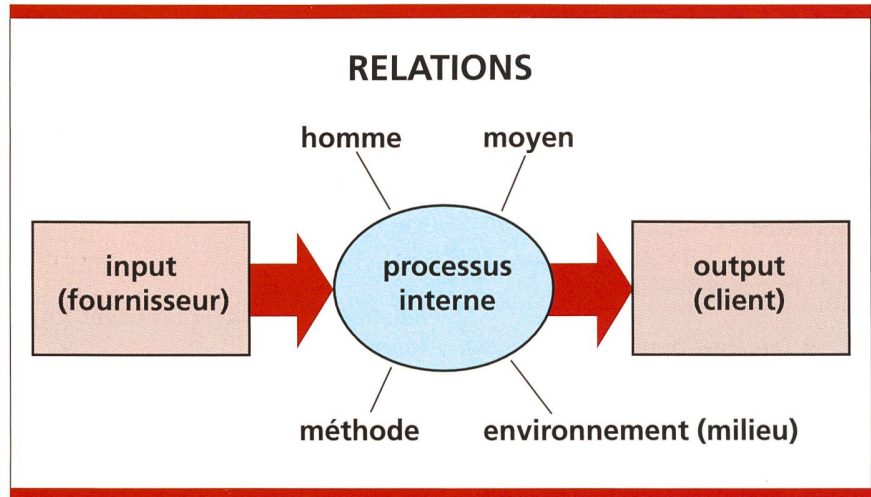 RELATIONS
homme
moyen
input
(fournisseur)
processus
interne
output
(client)
méthode
environnement (milieu)